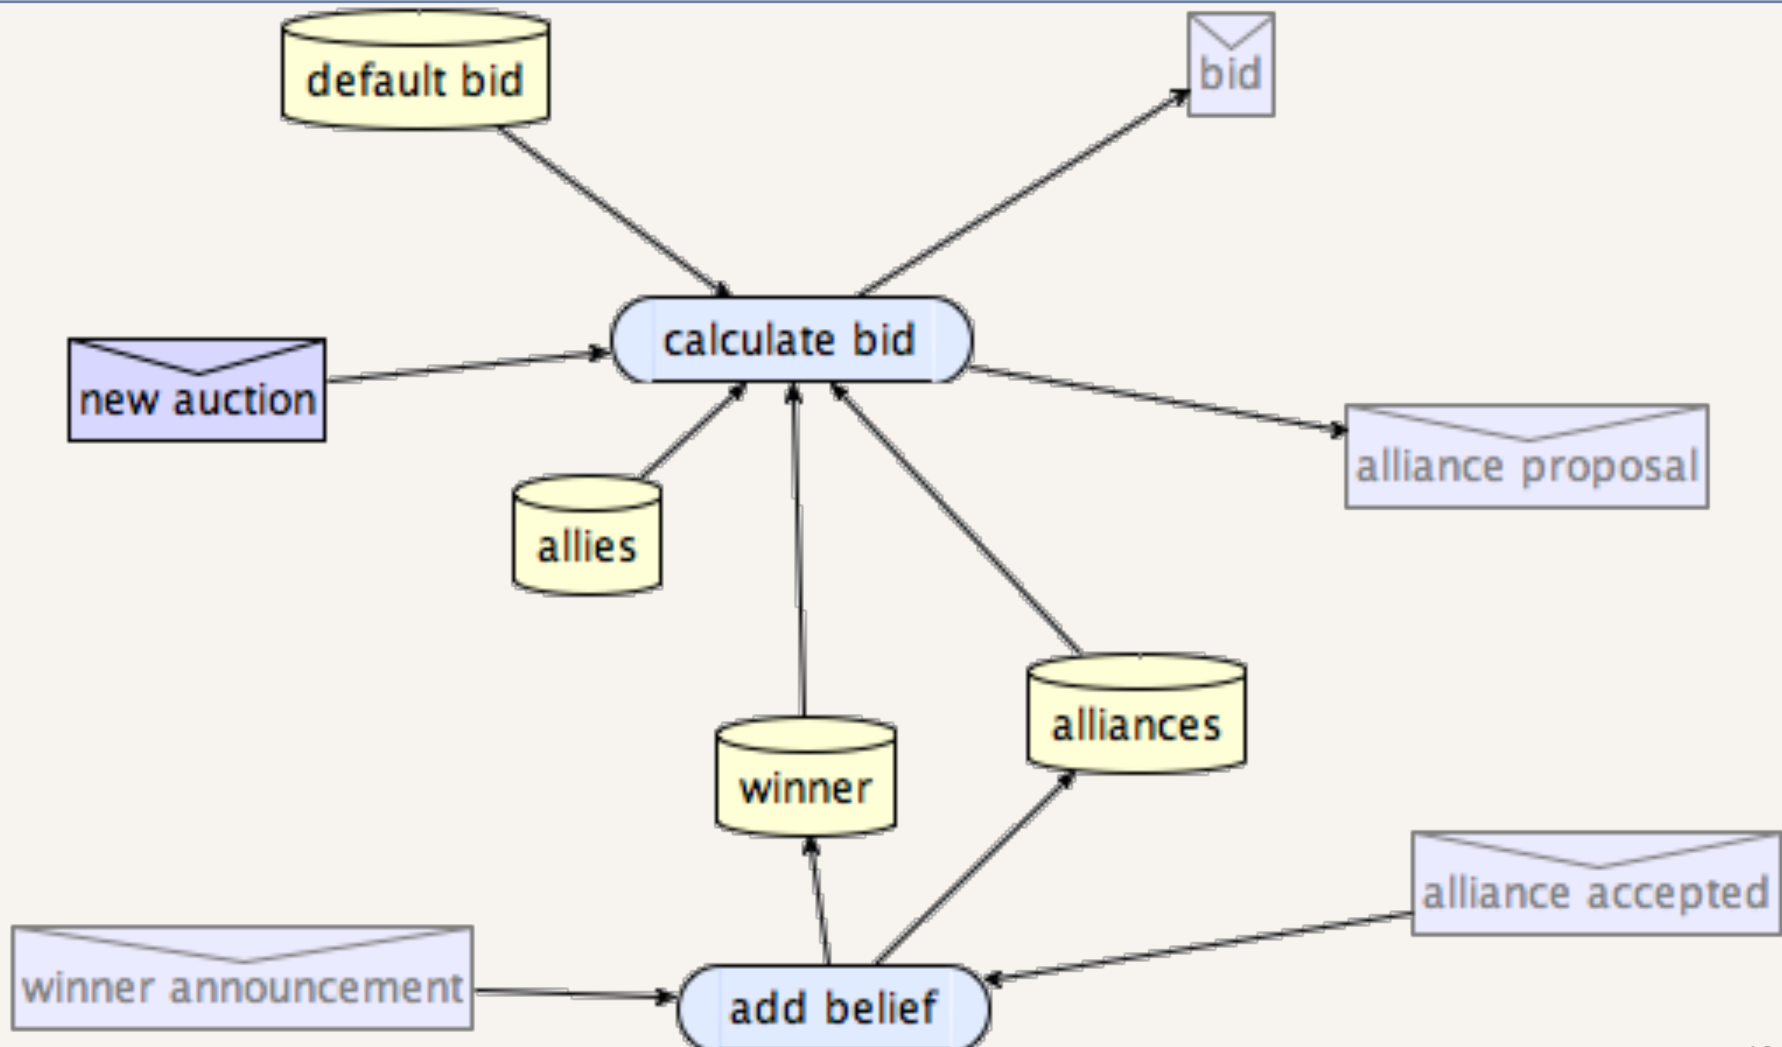 default bid
bid
calculate bid
new auction
alliance proposal
allies
alliances
winner
alliance accepted
winner announcement
add belief